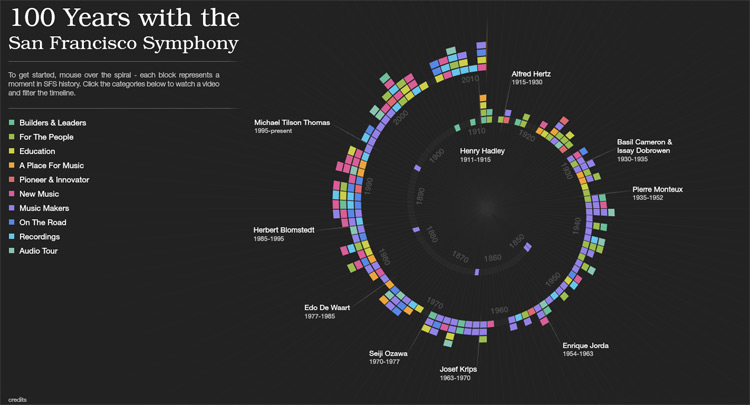 100 Years with the
San Francisco Symphony
To get started, mouse over the spiral - each block represents a
moment in SFS history. Click the categories below to watch a video
and filter the timeline.
Builders & Leaders
For The People
Education
A Place For Music
Pioneer & Innovator
New Music
Music Makers
On The Road
Recordings
Audio Tour
Alfred Hertz
1915-1930
Henry Hadley
1911-1915
Basil Cameron &
Issay Dobrowen
1930-1935
Pierre Monteux
1935-1952
Enrique Jorda
1954-1963
Josef Krips
1963-1970
Seiji Ozawa
1970-1977
Edo De Waart
1977-1985
Herbert Blomstedt
1985-1995
Michael Tilson Thomas
1995-present
1850
1860
1870
1880
1890
1900
1910
1920
1930
1940
1950
1960
1970
1980
1990
2000
2010
credits